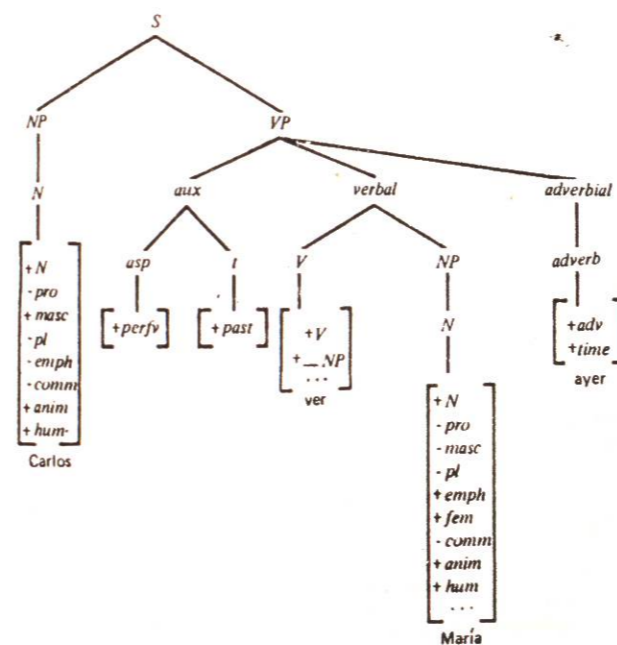 S
NP VP
N aux verbal adverbial
asp t V NP adverb
+N
-pro
+masc
-pl
-emph
-comm
+anim
+hum-
Carlos
+perfv
+past
+V
+__NP
...
ver
N
+adv
+time
ayer
+N
-pro
-masc
-pl
+emph
+fem
-comm
+anim
+hum
...
María